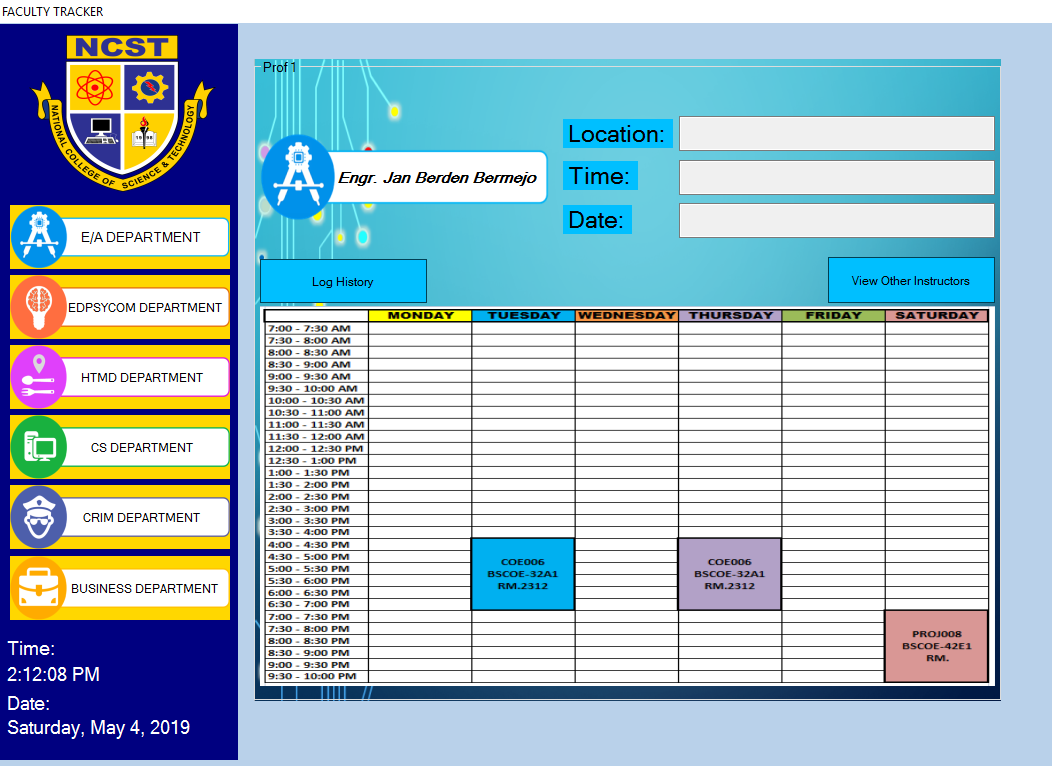 FACULTY TRACKER
NCST
NATIONAL COLLEGE OF SCIENCE & TECHNOLOGY
1998
E/A DEPARTMENT
EDPSYCOM DEPARTMENT
HTMD DEPARTMENT
CS DEPARTMENT
CRIM DEPARTMENT
BUSINESS DEPARTMENT
Time:
2:12:08 PM
Date:
Saturday, May 4, 2019
Prof 1
Engr. Jan Berden Bermejo
Location:
Time:
Date:
Log History
View Other Instructors
MONDAY TUESDAY WEDNESDAY THURSDAY FRIDAY SATURDAY
7:00 - 7:30 AM
7:30 - 8:00 AM
8:00 - 8:30 AM
8:30 - 9:00 AM
9:00 - 9:30 AM
9:30 - 10:00 AM
10:00 - 10:30 AM
10:30 - 11:00 AM
11:00 - 11:30 AM
11:30 - 12:00 AM
12:00 - 12:30 PM
12:30 - 1:00 PM
1:00 - 1:30 PM
1:30 - 2:00 PM
2:00 - 2:30 PM
2:30 - 3:00 PM
3:00 - 3:30 PM
3:30 - 4:00 PM
4:00 - 4:30 PM
4:30 - 5:00 PM
5:00 - 5:30 PM
5:30 - 6:00 PM
6:00 - 6:30 PM
6:30 - 7:00 PM
7:00 - 7:30 PM
7:30 - 8:00 PM
8:00 - 8:30 PM
8:30 - 9:00 PM
9:00 - 9:30 PM
9:30 - 10:00 PM
COE006
BSCOE-32A1
RM.2312
COE006
BSCOE-32A1
RM.2312
PROJ008
BSCOE-42E1
RM.